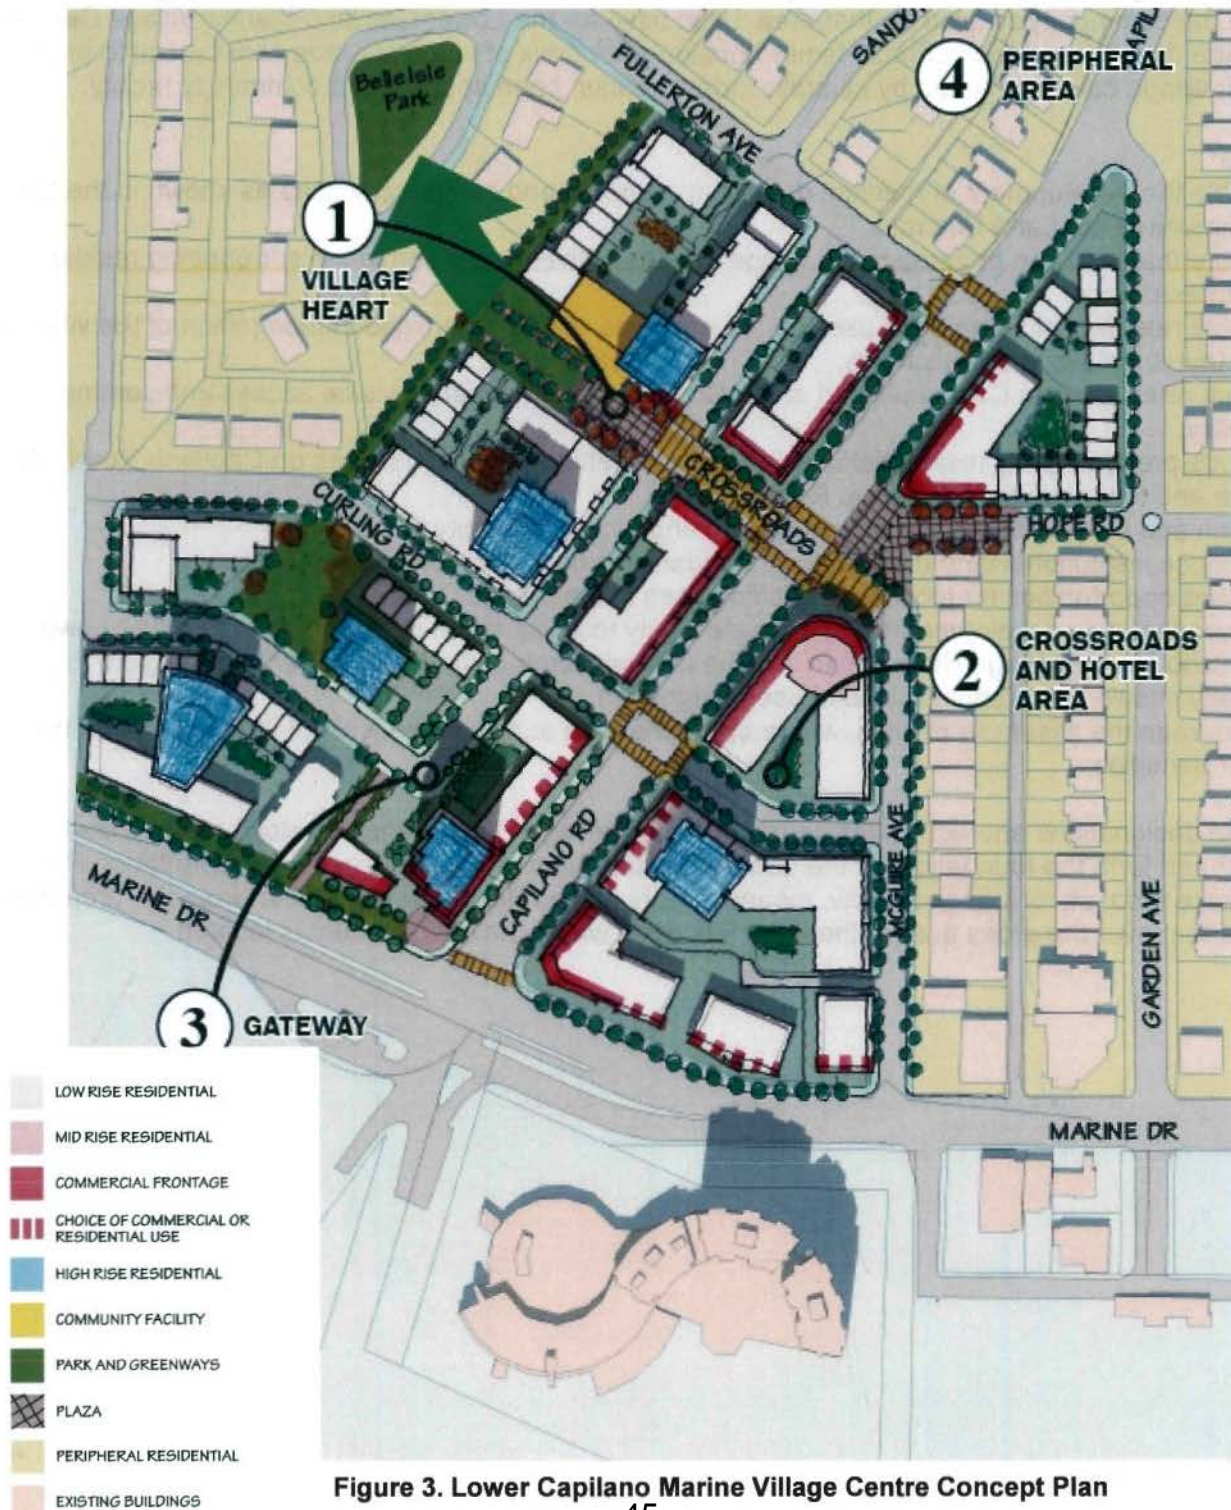 Belleisle
Park
FULLERTON AVE
4
PERIPHERAL
AREA
1
VILLAGE
HEART
CROSSROADS
CURLING RD
HOPE RD
2
CROSSROADS
AND HOTEL
AREA
CAPILANO RD
MCGUIRE AVE
GARDEN AVE
MARINE DR
3
GATEWAY
MARINE DR
LOW RISE RESIDENTIAL
MID RISE RESIDENTIAL
COMMERCIAL FRONTAGE
CHOICE OF COMMERCIAL OR
RESIDENTIAL USE
HIGH RISE RESIDENTIAL
COMMUNITY FACILITY
PARK AND GREENWAYS
PLAZA
PERIPHERAL RESIDENTIAL
EXISTING BUILDINGS
Figure 3. Lower Capilano Marine Village Centre Concept Plan